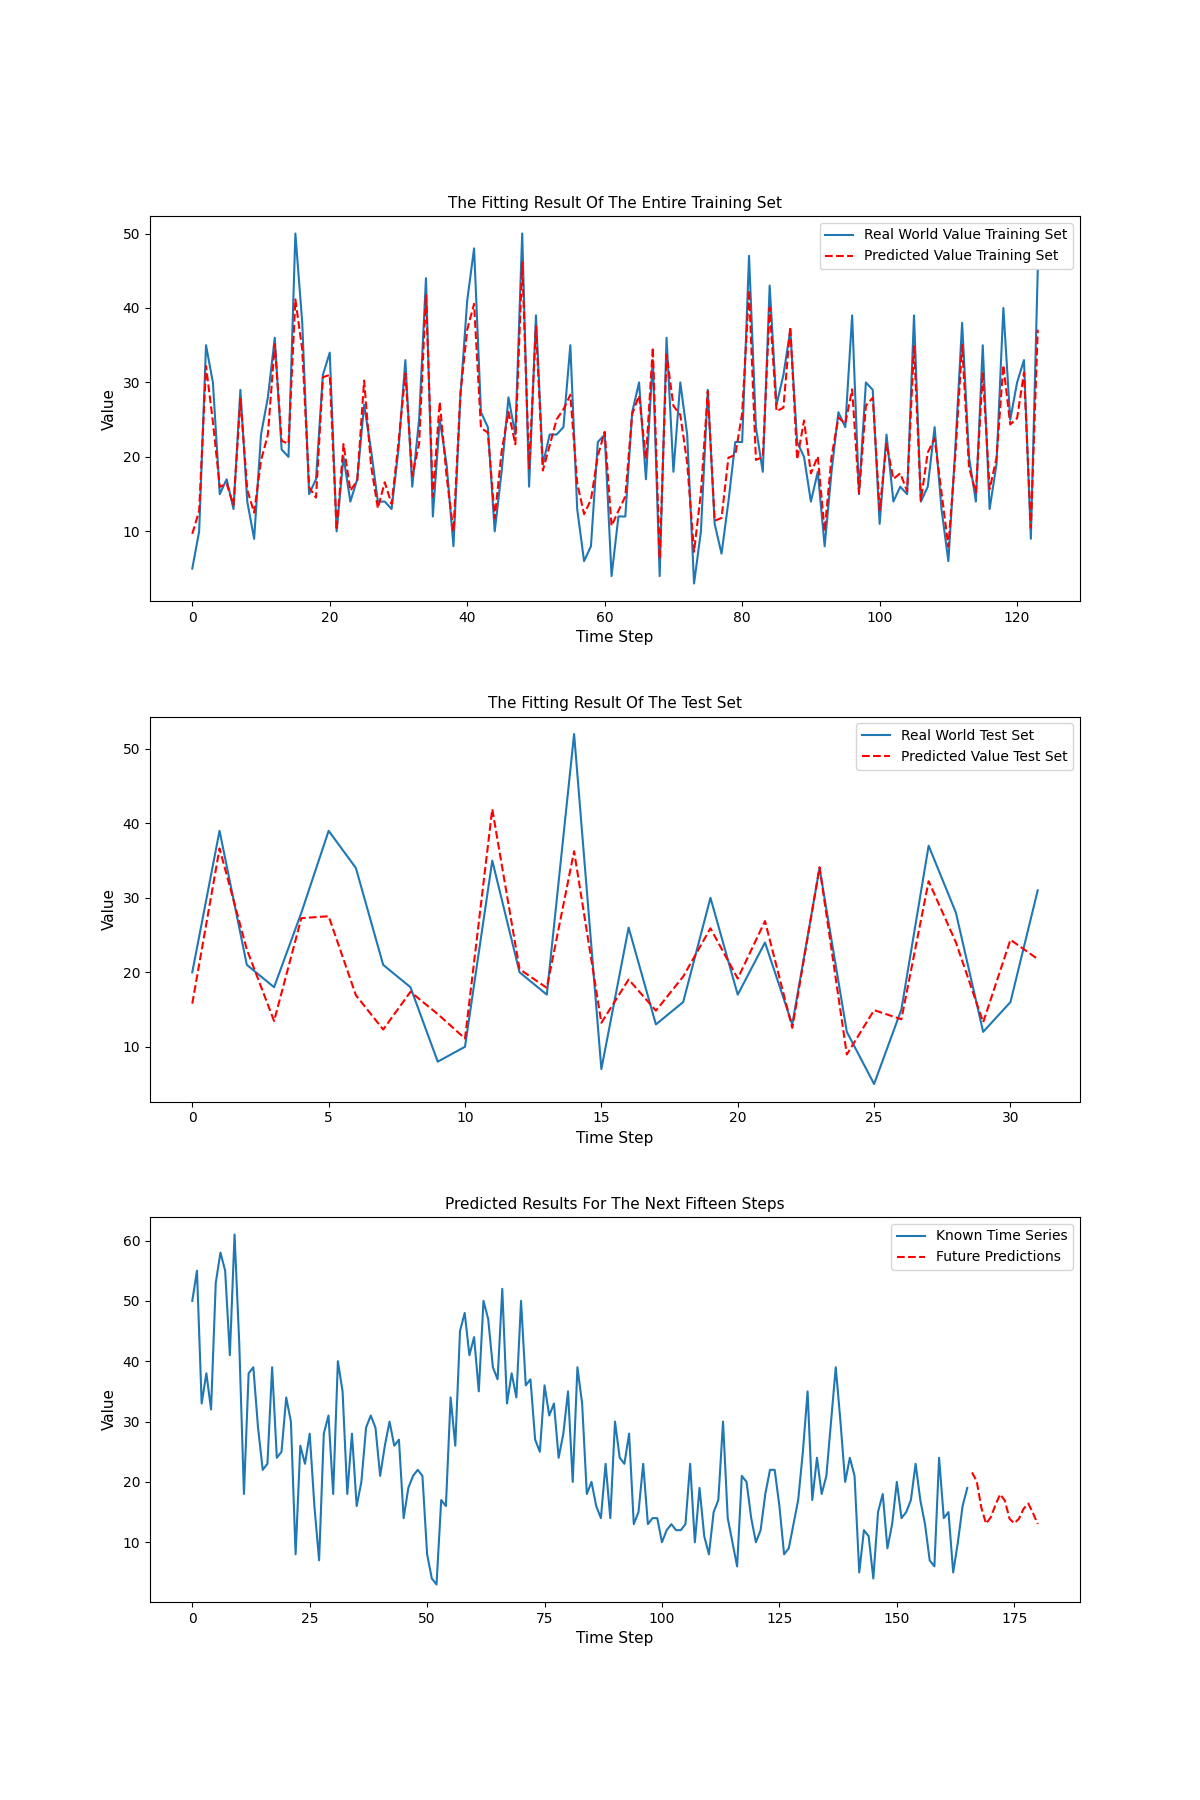 The Fitting Result Of The Entire Training Set
Real World Value Training Set
Predicted Value Training Set
50
40
30
20
10
Value
0 20 40 60 80 100 120
Time Step
The Fitting Result Of The Test Set
Real World Test Set
Predicted Value Test Set
50
40
30
20
10
Value
0 5 10 15 20 25 30
Time Step
Predicted Results For The Next Fifteen Steps
Known Time Series
Future Predictions
60
50
40
30
20
10
Value
0 25 50 75 100 125 150 175
Time Step